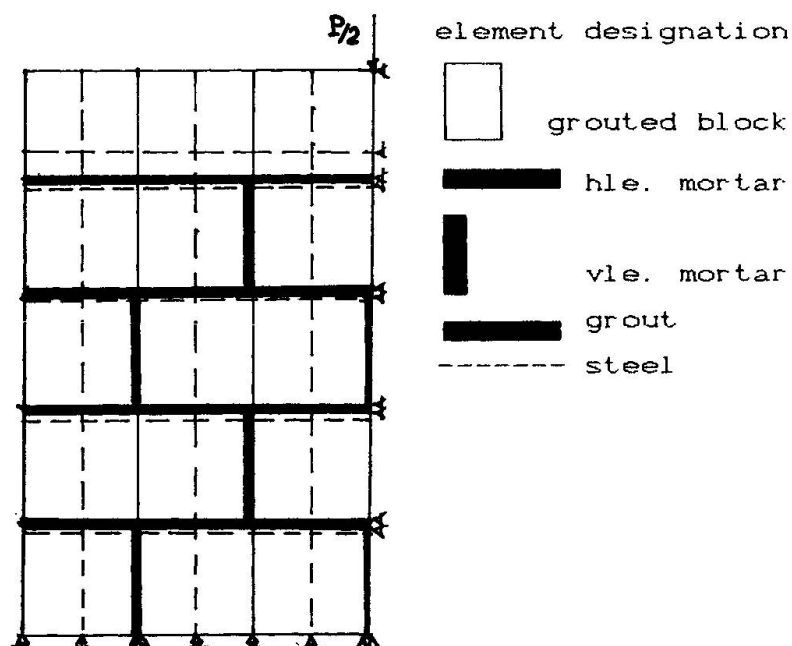 P/2
element designation
grouted block
hle. mortar
vle. mortar
grout
steel